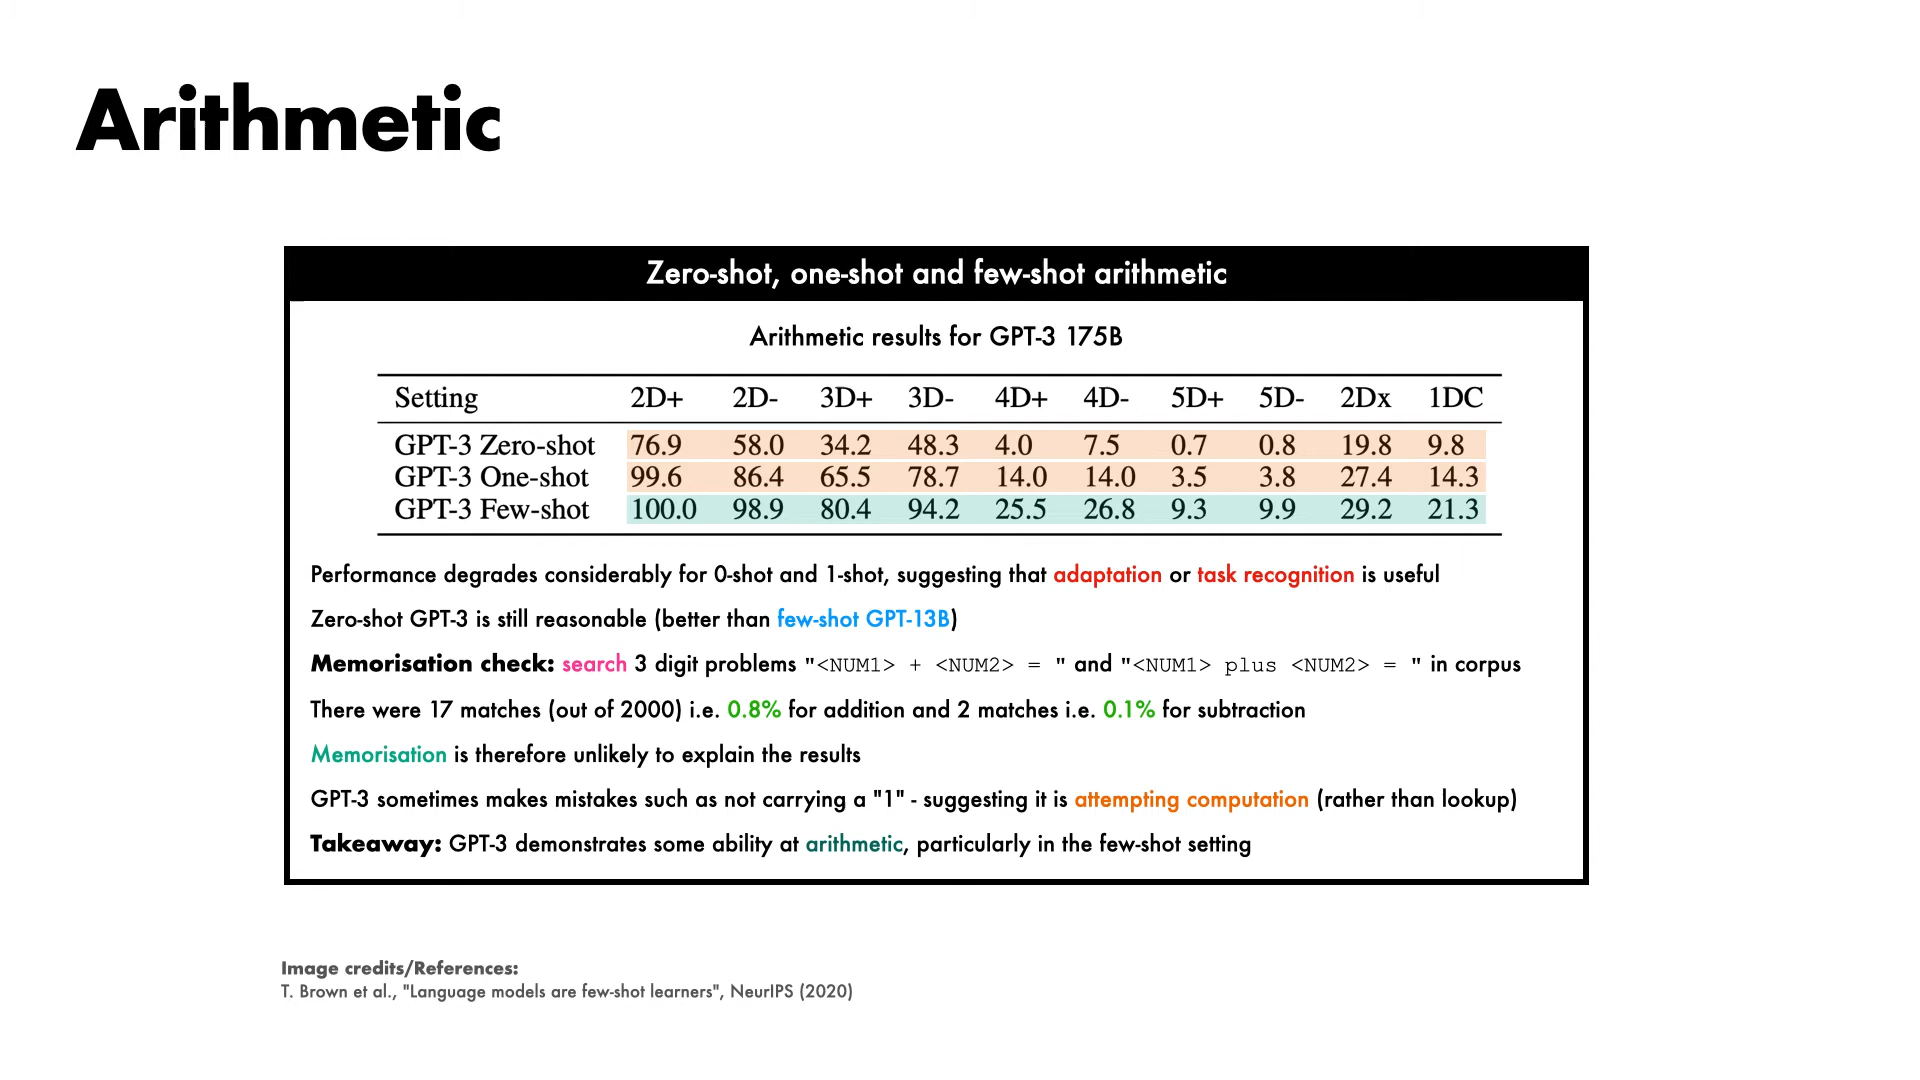 Arithmetic
Zero-shot, one-shot and few-shot arithmetic
Arithmetic results for GPT-3 175B
Setting 2D+ 2D- 3D+ 3D- 4D+ 4D- 5D+ 5D- 2Dx 1DC
GPT-3 Zero-shot 76.9 58.0 34.2 48.3 4.0 7.5 0.7 0.8 19.8 9.8
GPT-3 One-shot 99.6 86.4 65.5 78.7 14.0 14.0 3.5 3.8 27.4 14.3
GPT-3 Few-shot 100.0 98.9 80.4 94.2 25.5 26.8 9.3 9.9 29.2 21.3
Performance degrades considerably for 0-shot and 1-shot, suggesting that adaptation or task recognition is useful
Zero-shot GPT-3 is still reasonable (better than few-shot GPT-13B)
Memorisation check: search 3 digit problems "<NUM1> + <NUM2> = " and "<NUM1> plus <NUM2> = " in corpus
There were 17 matches (out of 2000) i.e. 0.8% for addition and 2 matches i.e. 0.1% for subtraction
Memorisation is therefore unlikely to explain the results
GPT-3 sometimes makes mistakes such as not carrying a "1" - suggesting it is attempting computation (rather than lookup)
Takeaway: GPT-3 demonstrates some ability at arithmetic, particularly in the few-shot setting
Image credits/References:
T. Brown et al., "Language models are few-shot learners", NeurIPS (2020)